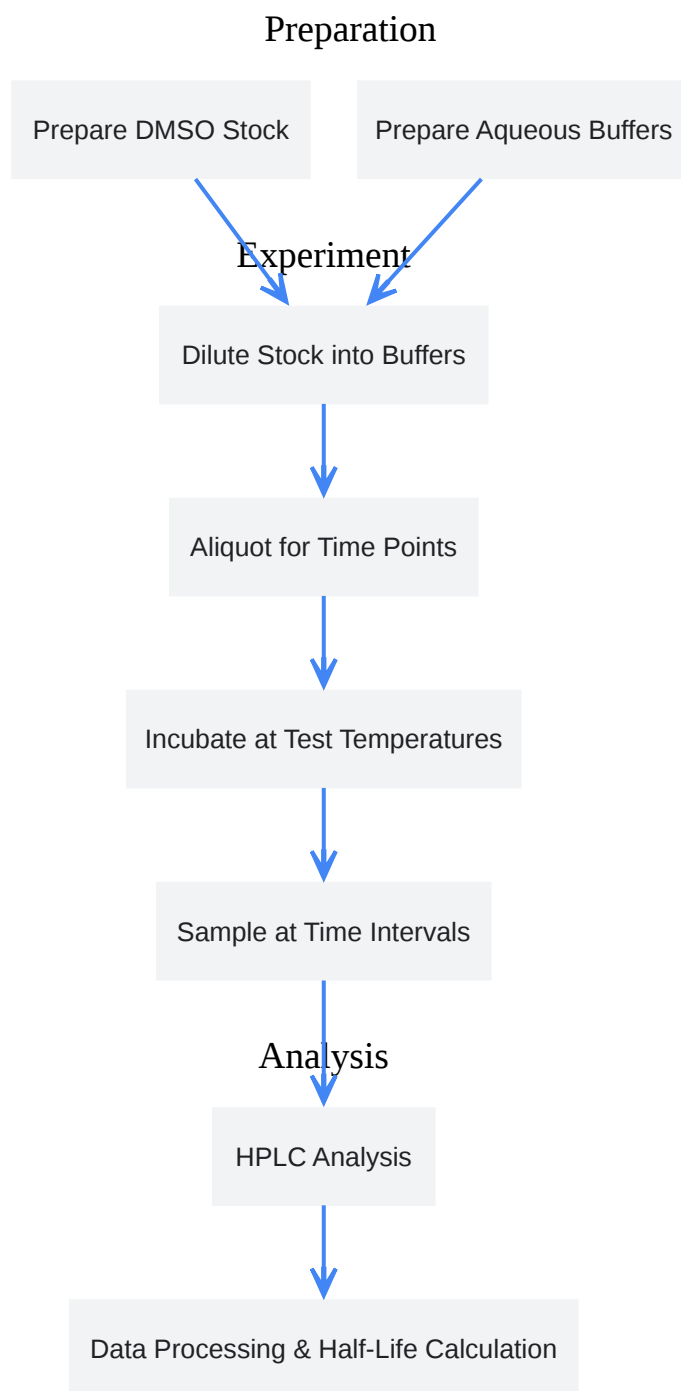 Preparation
Prepare DMSO Stock
Prepare Aqueous Buffers
Experiment
Dilute Stock into Buffers
Aliquot for Time Points
Incubate at Test Temperatures
Sample at Time Intervals
Analysis
HPLC Analysis
Data Processing & Half-Life Calculation